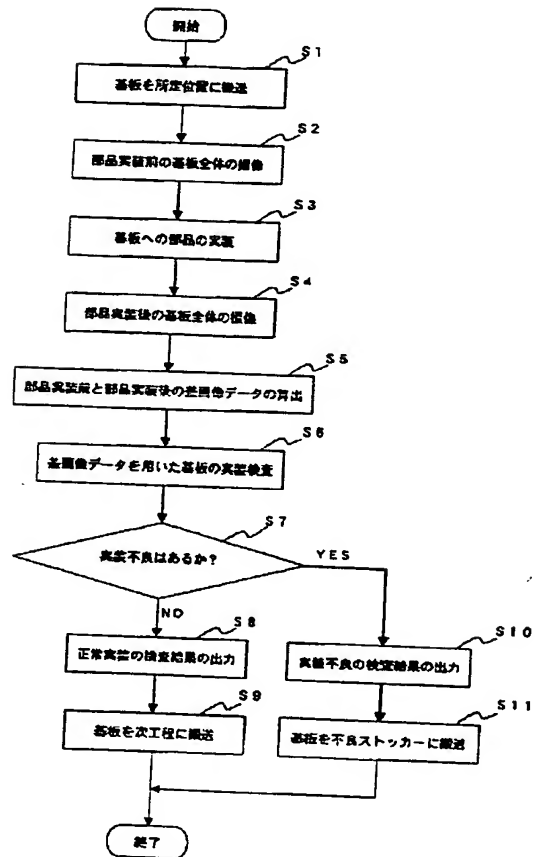 開始
S1
基板を所定位置に搬送
S2
部品実装前の基板全体の撮像
S3
基板への部品の実装
S4
部品実装後の基板全体の撮像
S5
部品実装前と部品実装後の差画像データの算出
S6
差画像データを用いた基板の実装検査
S7
実装不良はあるか?
YES
NO
S8
正常実装の検査結果の出力
S10
実装不良の検査結果の出力
S9
基板を次工程に搬送
S11
基板を不良ストッカーに搬送
終了